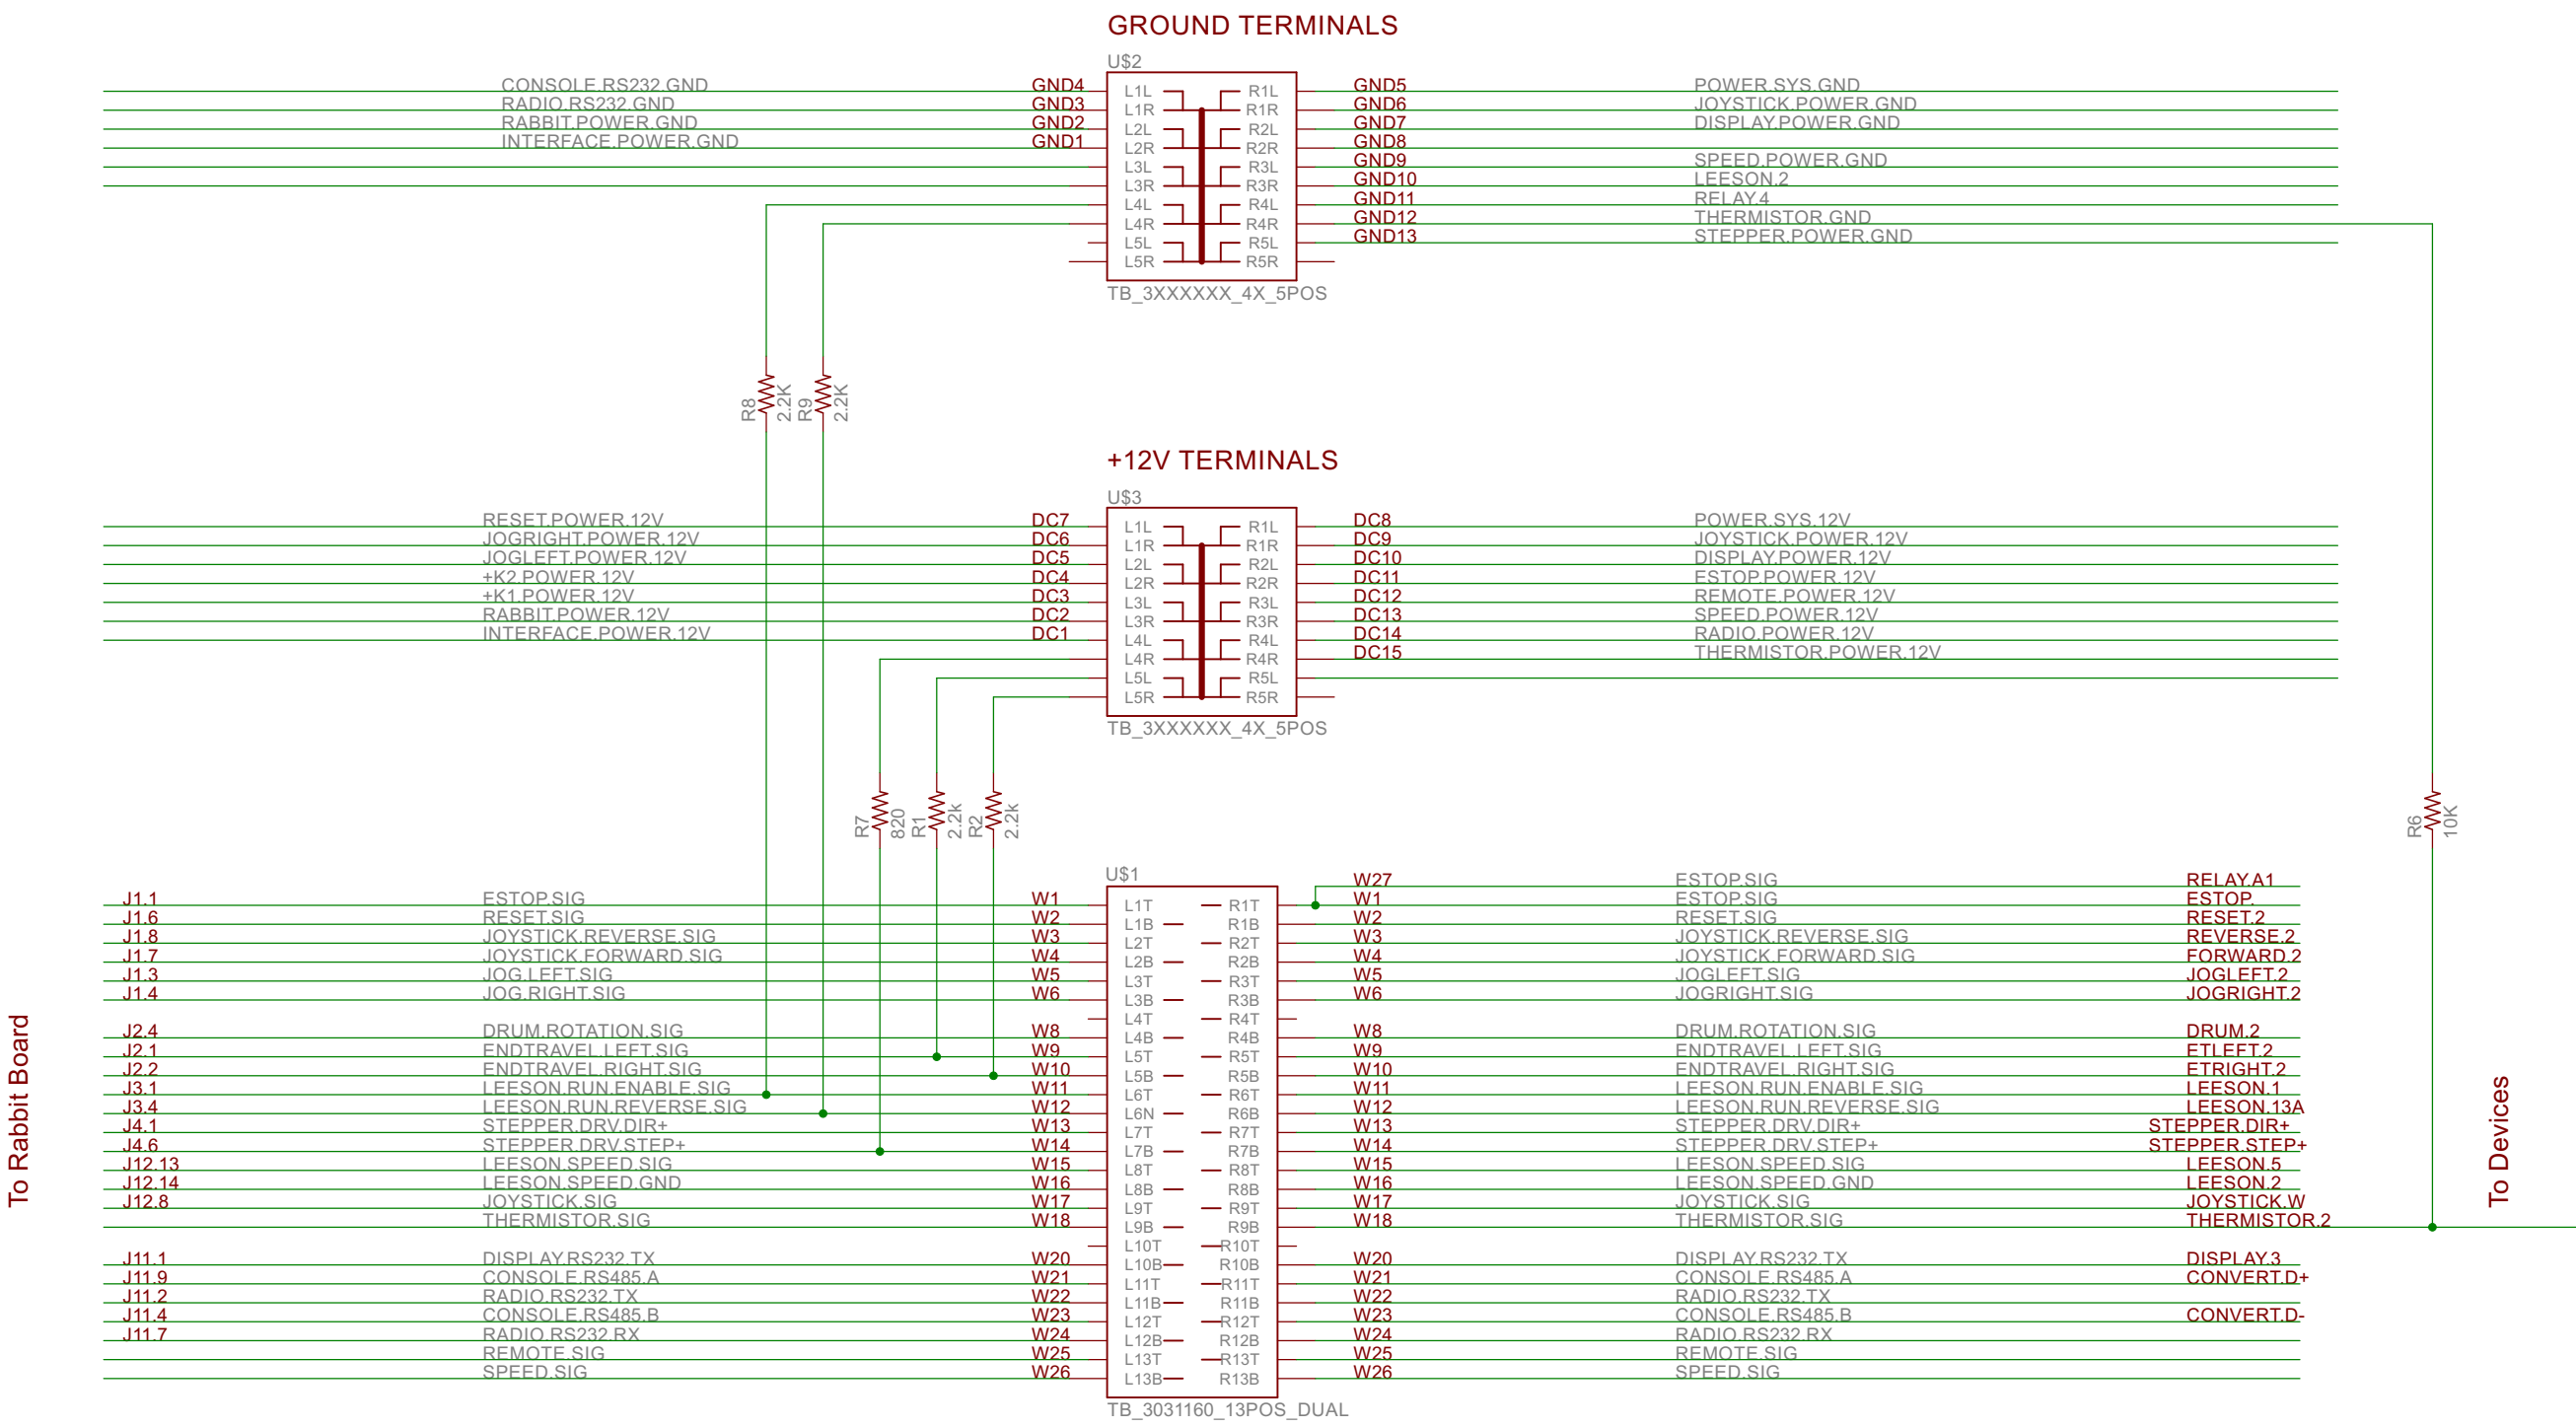 GROUND TERMINALS
U$2
CONSOLE.RS232.GND GND4 L1L R1L GND5 POWER.SYS.GND
RADIO.RS232.GND GND3 L1R R1R GND6 JOYSTICK.POWER.GND
RABBIT.POWER.GND GND2 L2L R2L GND7 DISPLAY.POWER.GND
INTERFACE.POWER.GND GND1 L2R R2R GND8
L3L R3L GND9 SPEED.POWER.GND
L3R R3R GND10 LEESON.2
L4L R4L GND11 RELAY.4
L4R R4R GND12 THERMISTOR.GND
L5L R5L GND13 STEPPER.POWER.GND
L5R R5R
TB_3XXXXXX_4X_5POS
R8 2.2K R9 2.2K
+12V TERMINALS
U$3
RESET.POWER.12V DC7 L1L R1L DC8 POWER.SYS.12V
JOGRIGHT.POWER.12V DC6 L1R R1R DC9 JOYSTICK.POWER.12V
JOGLEFT.POWER.12V DC5 L2L R2L DC10 DISPLAY.POWER.12V
+K2.POWER.12V DC4 L2R R2R DC11 ESTOP.POWER.12V
+K1.POWER.12V DC3 L3L R3L DC12 REMOTE.POWER.12V
RABBIT.POWER.12V DC2 L3R R3R DC13 SPEED.POWER.12V
INTERFACE.POWER.12V DC1 L4L R4L DC14 RADIO.POWER.12V
L4R R4R DC15 THERMISTOR.POWER.12V
L5L R5L
L5R R5R
TB_3XXXXXX_4X_5POS
R7 820 R1 2.2k R2 2.2k R6 10K
U$1
W27 ESTOP.SIG RELAY.A1
J1.1 ESTOP.SIG W1 L1T R1T W1 ESTOP.SIG ESTOP.
J1.6 RESET.SIG W2 L1B R1B W2 RESET.SIG RESET.2
J1.8 JOYSTICK.REVERSE.SIG W3 L2T R2T W3 JOYSTICK.REVERSE.SIG REVERSE.2
J1.7 JOYSTICK.FORWARD.SIG W4 L2B R2B W4 JOYSTICK.FORWARD.SIG FORWARD.2
J1.3 JOG.LEFT.SIG W5 L3T R3T W5 JOGLEFT.SIG JOGLEFT.2
J1.4 JOG.RIGHT.SIG W6 L3B R3B W6 JOGRIGHT.SIG JOGRIGHT.2
L4T R4T
J2.4 DRUM.ROTATION.SIG W8 L4B R4B W8 DRUM.ROTATION.SIG DRUM.2
J2.1 ENDTRAVEL.LEFT.SIG W9 L5T R5T W9 ENDTRAVEL.LEFT.SIG ETLEFT.2
J2.2 ENDTRAVEL.RIGHT.SIG W10 L5B R5B W10 ENDTRAVEL.RIGHT.SIG ETRIGHT.2
J3.1 LEESON.RUN.ENABLE.SIG W11 L6T R6T W11 LEESON.RUN.ENABLE.SIG LEESON.1
J3.4 LEESON.RUN.REVERSE.SIG W12 L6N R6B W12 LEESON.RUN.REVERSE.SIG LEESON.13A
J4.1 STEPPER.DRV.DIR+ W13 L7T R7T W13 STEPPER.DRV.DIR+ STEPPER.DIR+
J4.6 STEPPER.DRV.STEP+ W14 L7B R7B W14 STEPPER.DRV.STEP+ STEPPER.STEP+
J12.13 LEESON.SPEED.SIG W15 L8T R8T W15 LEESON.SPEED.SIG LEESON.5
J12.14 LEESON.SPEED.GND W16 L8B R8B W16 LEESON.SPEED.GND LEESON.2
J12.8 JOYSTICK.SIG W17 L9T R9T W17 JOYSTICK.SIG JOYSTICK.W
THERMISTOR.SIG W18 L9B R9B W18 THERMISTOR.SIG THERMISTOR.2
L10T R10T
J11.1 DISPLAY.RS232.TX W20 L10B R10B W20 DISPLAY.RS232.TX DISPLAY.3
J11.9 CONSOLE.RS485.A W21 L11T R11T W21 CONSOLE.RS485.A CONVERT.D+
J11.2 RADIO.RS232.TX W22 L11B R11B W22 RADIO.RS232.TX
J11.4 CONSOLE.RS485.B W23 L12T R12T W23 CONSOLE.RS485.B CONVERT.D-
J11.7 RADIO.RS232.RX W24 L12B R12B W24 RADIO.RS232.RX
REMOTE.SIG W25 L13T R13T W25 REMOTE.SIG
SPEED.SIG W26 L13B R13B W26 SPEED.SIG
TB_3031160_13POS_DUAL
To Rabbit Board
To Devices